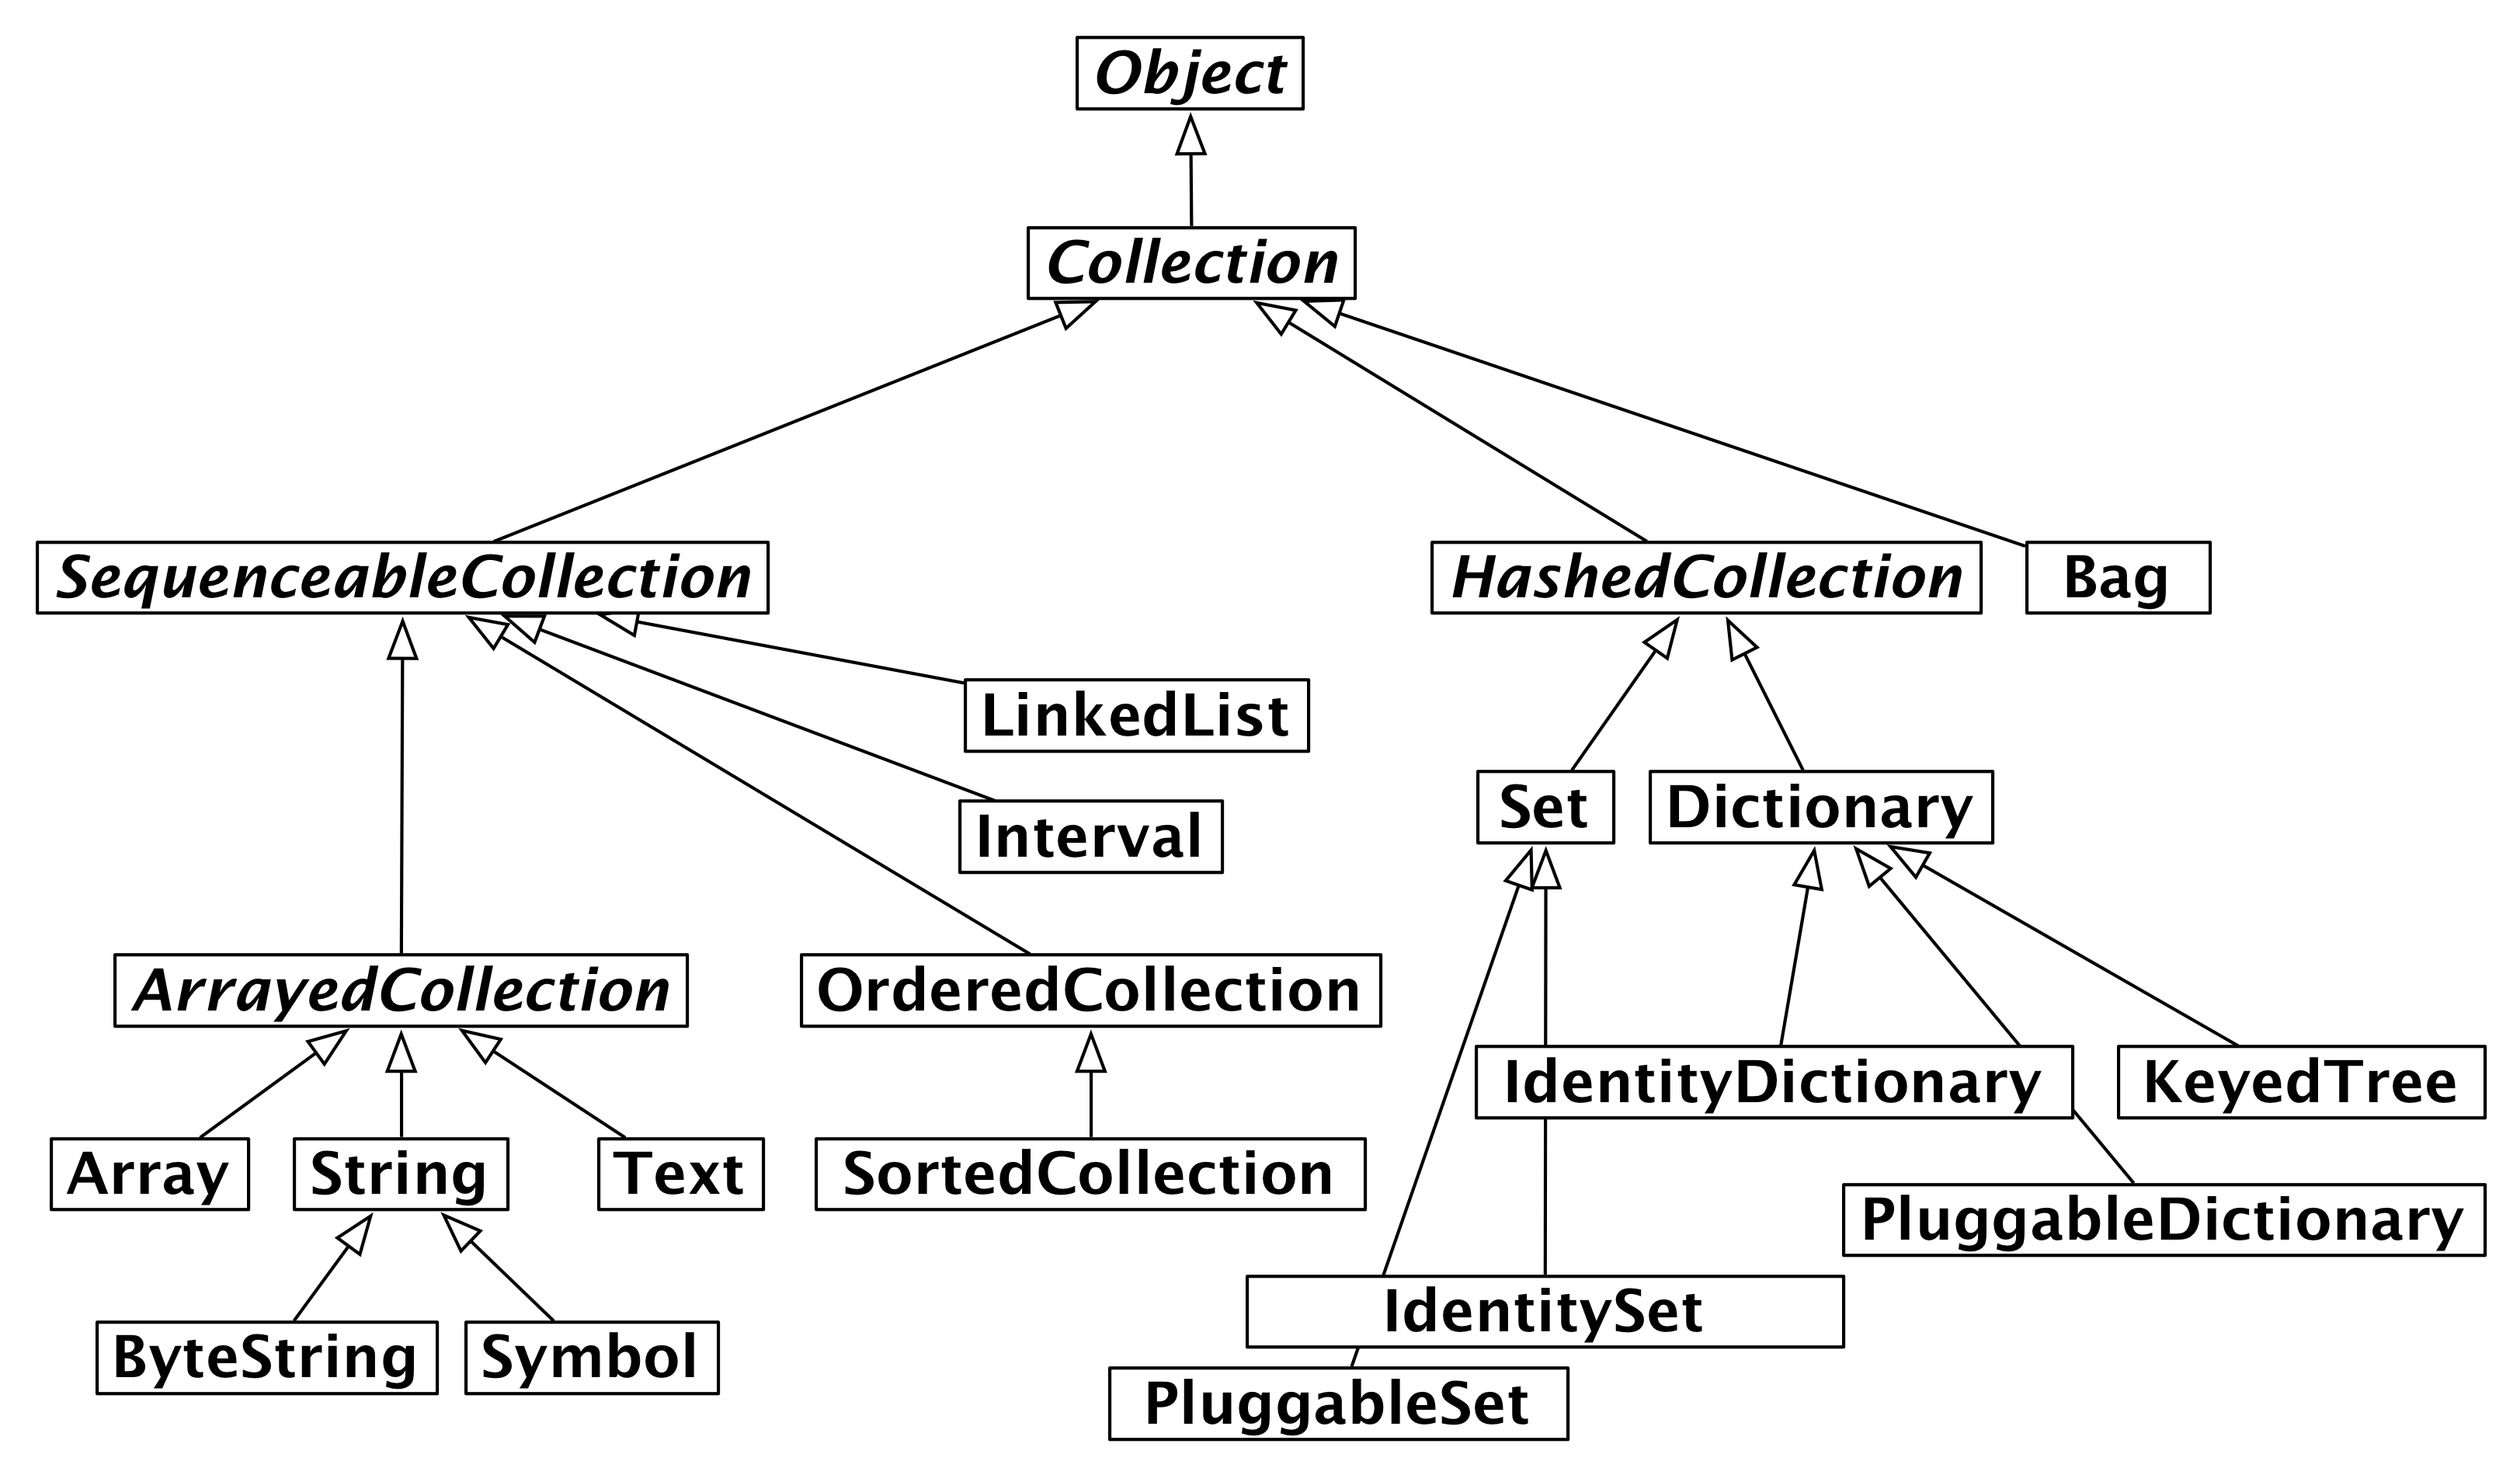 Object
Collection
SequenceableCollection
HashedCollection
Bag
LinkedList
Interval
Set
Dictionary
ArrayedCollection
OrderedCollection
IdentityDictionary
KeyedTree
Array
String
Text
SortedCollection
PluggableDictionary
IdentitySet
ByteString
Symbol
PluggableSet